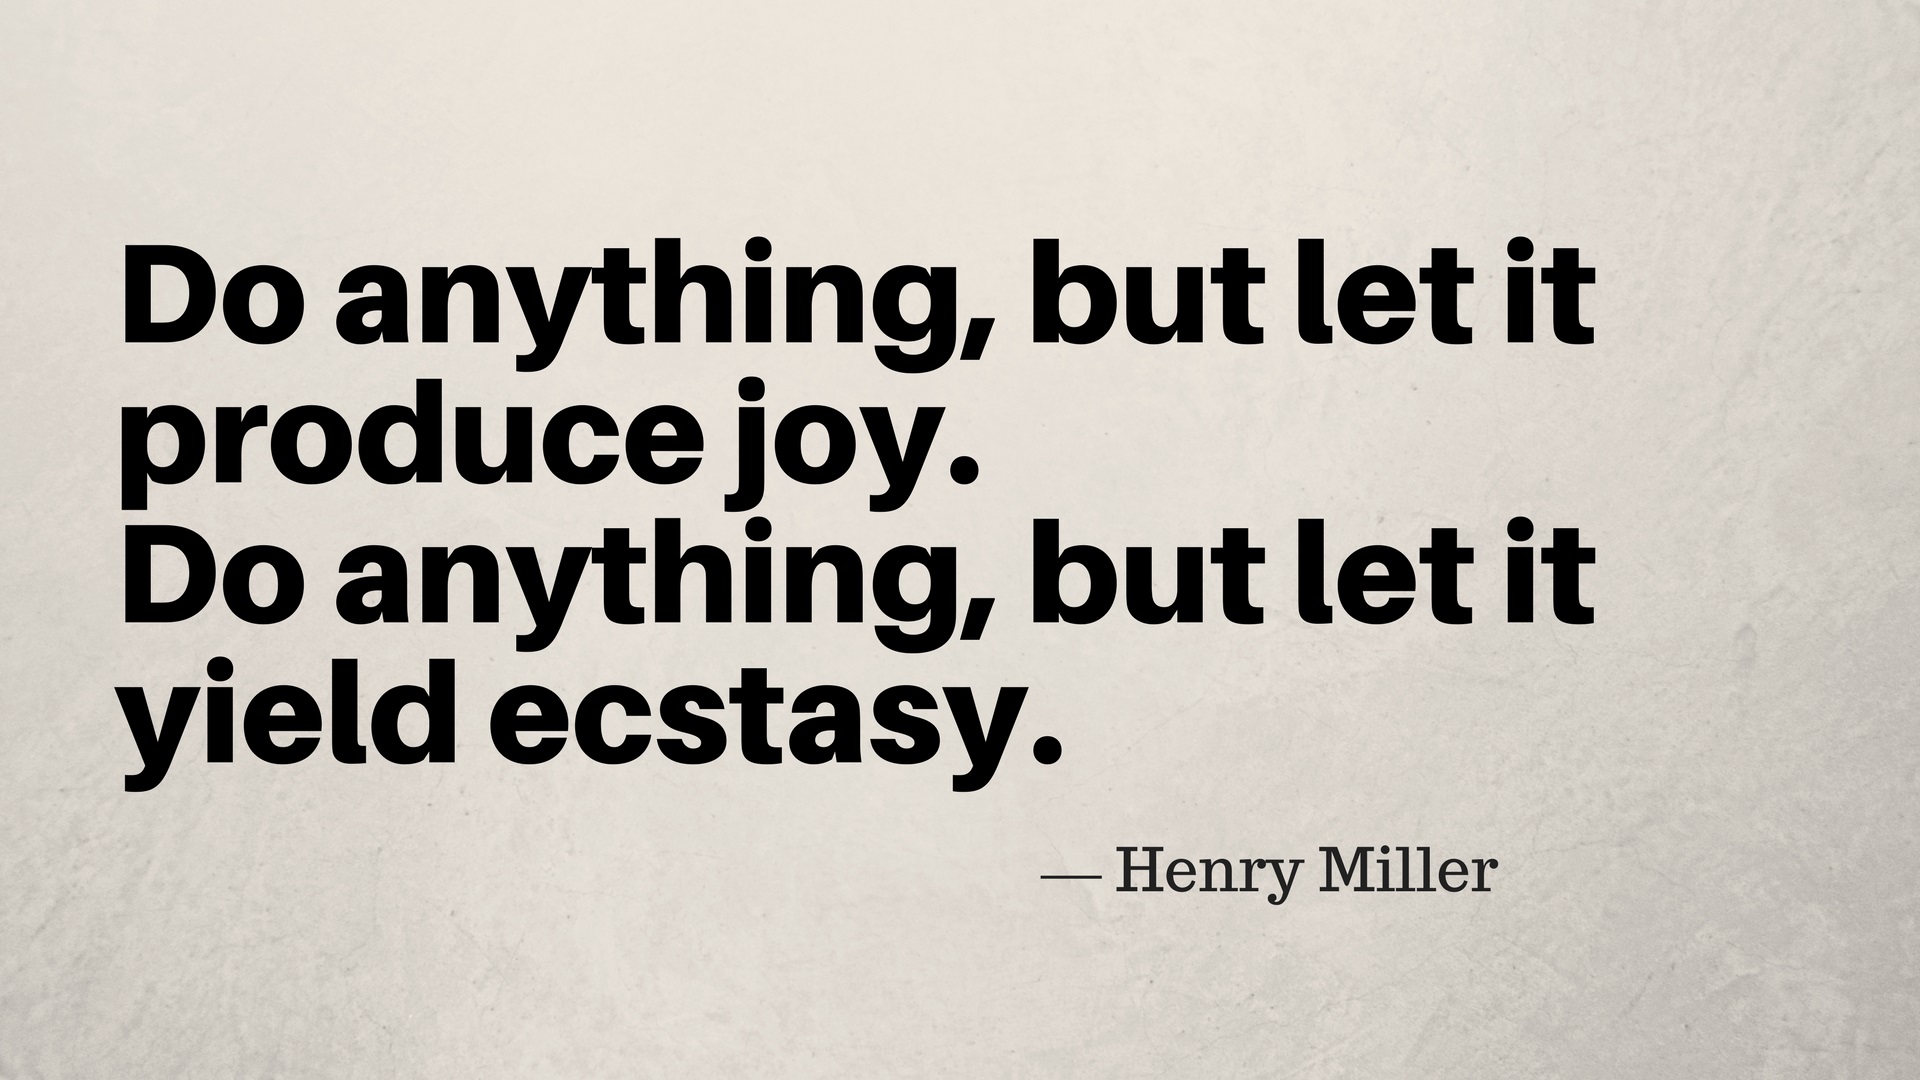 Do anything, but let it
produce joy.
Do anything, but let it
yield ecstasy.
— Henry Miller